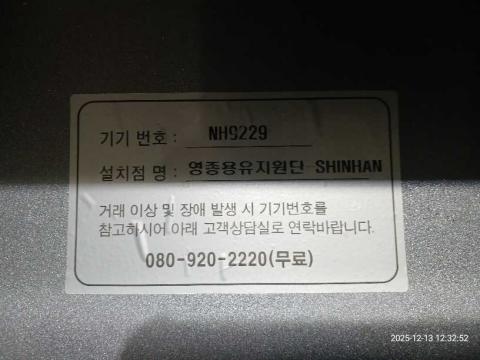 기기 번호 : NH9229
설치점 명 : 영종용유지원단 SHINHAN
거래 이상 및 장애 발생 시 기기번호를
참고하시어 아래 고객상담실로 연락바랍니다.
080-920-2220(무료)
2025-12-13 12:32:52